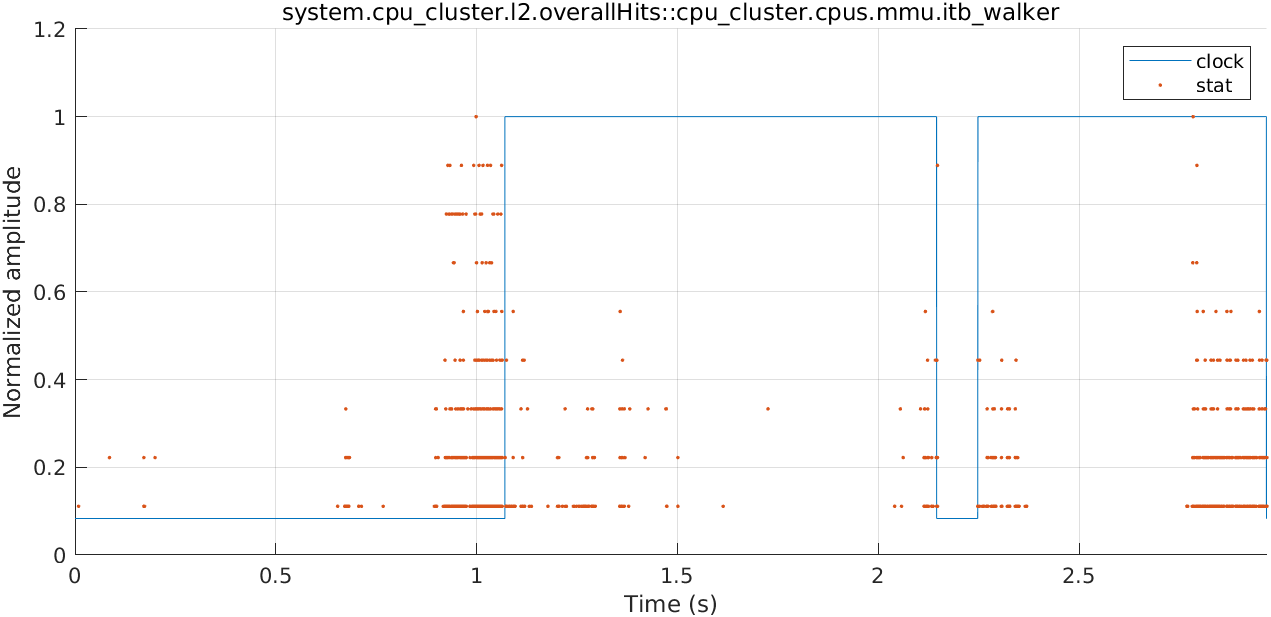 system.cpu_cluster.l2.overallHits::cpu_cluster.cpus.mmu.itb_walker
1.2
clock
stat
1
0.8
0.6
0.4
0.2
0
Normalized amplitude
0 0.5 1 1.5 2 2.5
Time (s)